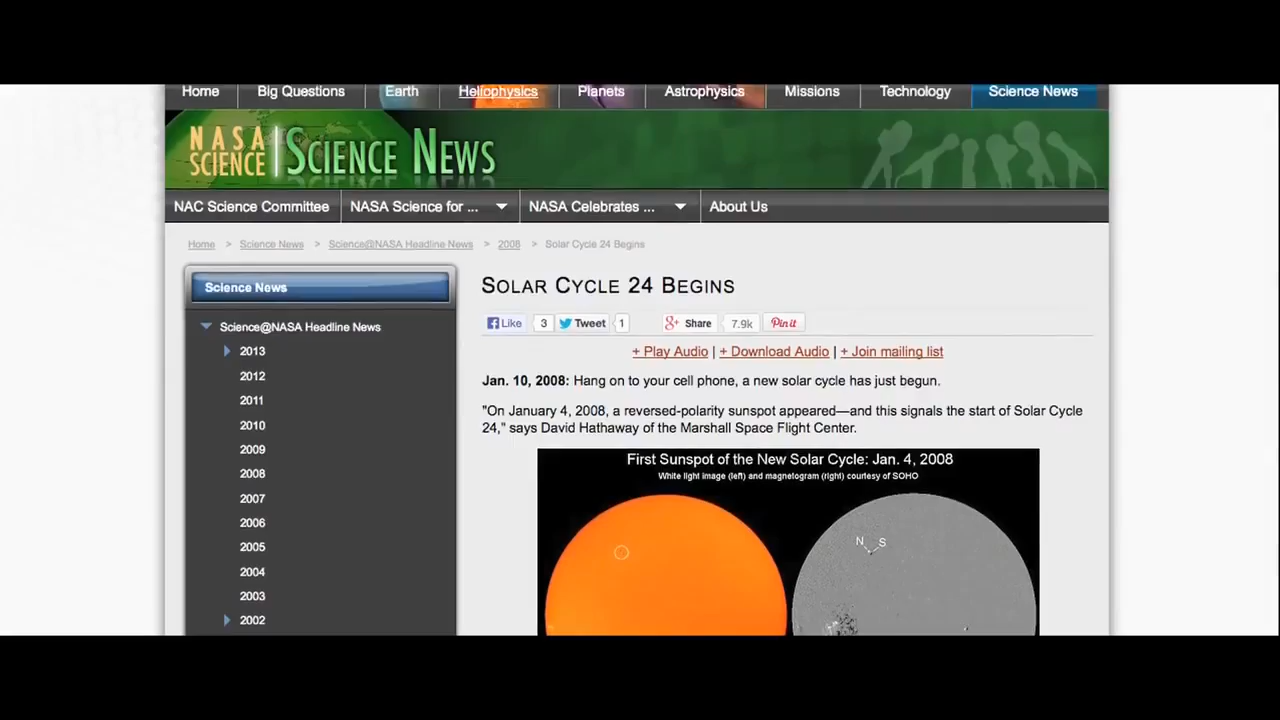 Home Big Questions Earth Heliophysics Planets Astrophysics Missions Technology Science News
NASA SCIENCE | SCIENCE NEWS
NAC Science Committee NASA Science for ... NASA Celebrates ... About Us
Home > Science News > Science@NASA Headline News > 2008 > Solar Cycle 24 Begins
Science News
Science@NASA Headline News
2013
2012
2011
2010
2009
2008
2007
2006
2005
2004
2003
2002
SOLAR CYCLE 24 BEGINS
Like 3 Tweet 1 Share 7.9k Pin it
+ Play Audio | + Download Audio | + Join mailing list
Jan. 10, 2008: Hang on to your cell phone, a new solar cycle has just begun.
"On January 4, 2008, a reversed-polarity sunspot appeared—and this signals the start of Solar Cycle
24," says David Hathaway of the Marshall Space Flight Center.
First Sunspot of the New Solar Cycle: Jan. 4, 2008
White light image (left) and magnetogram (right) courtesy of SOHO
N S